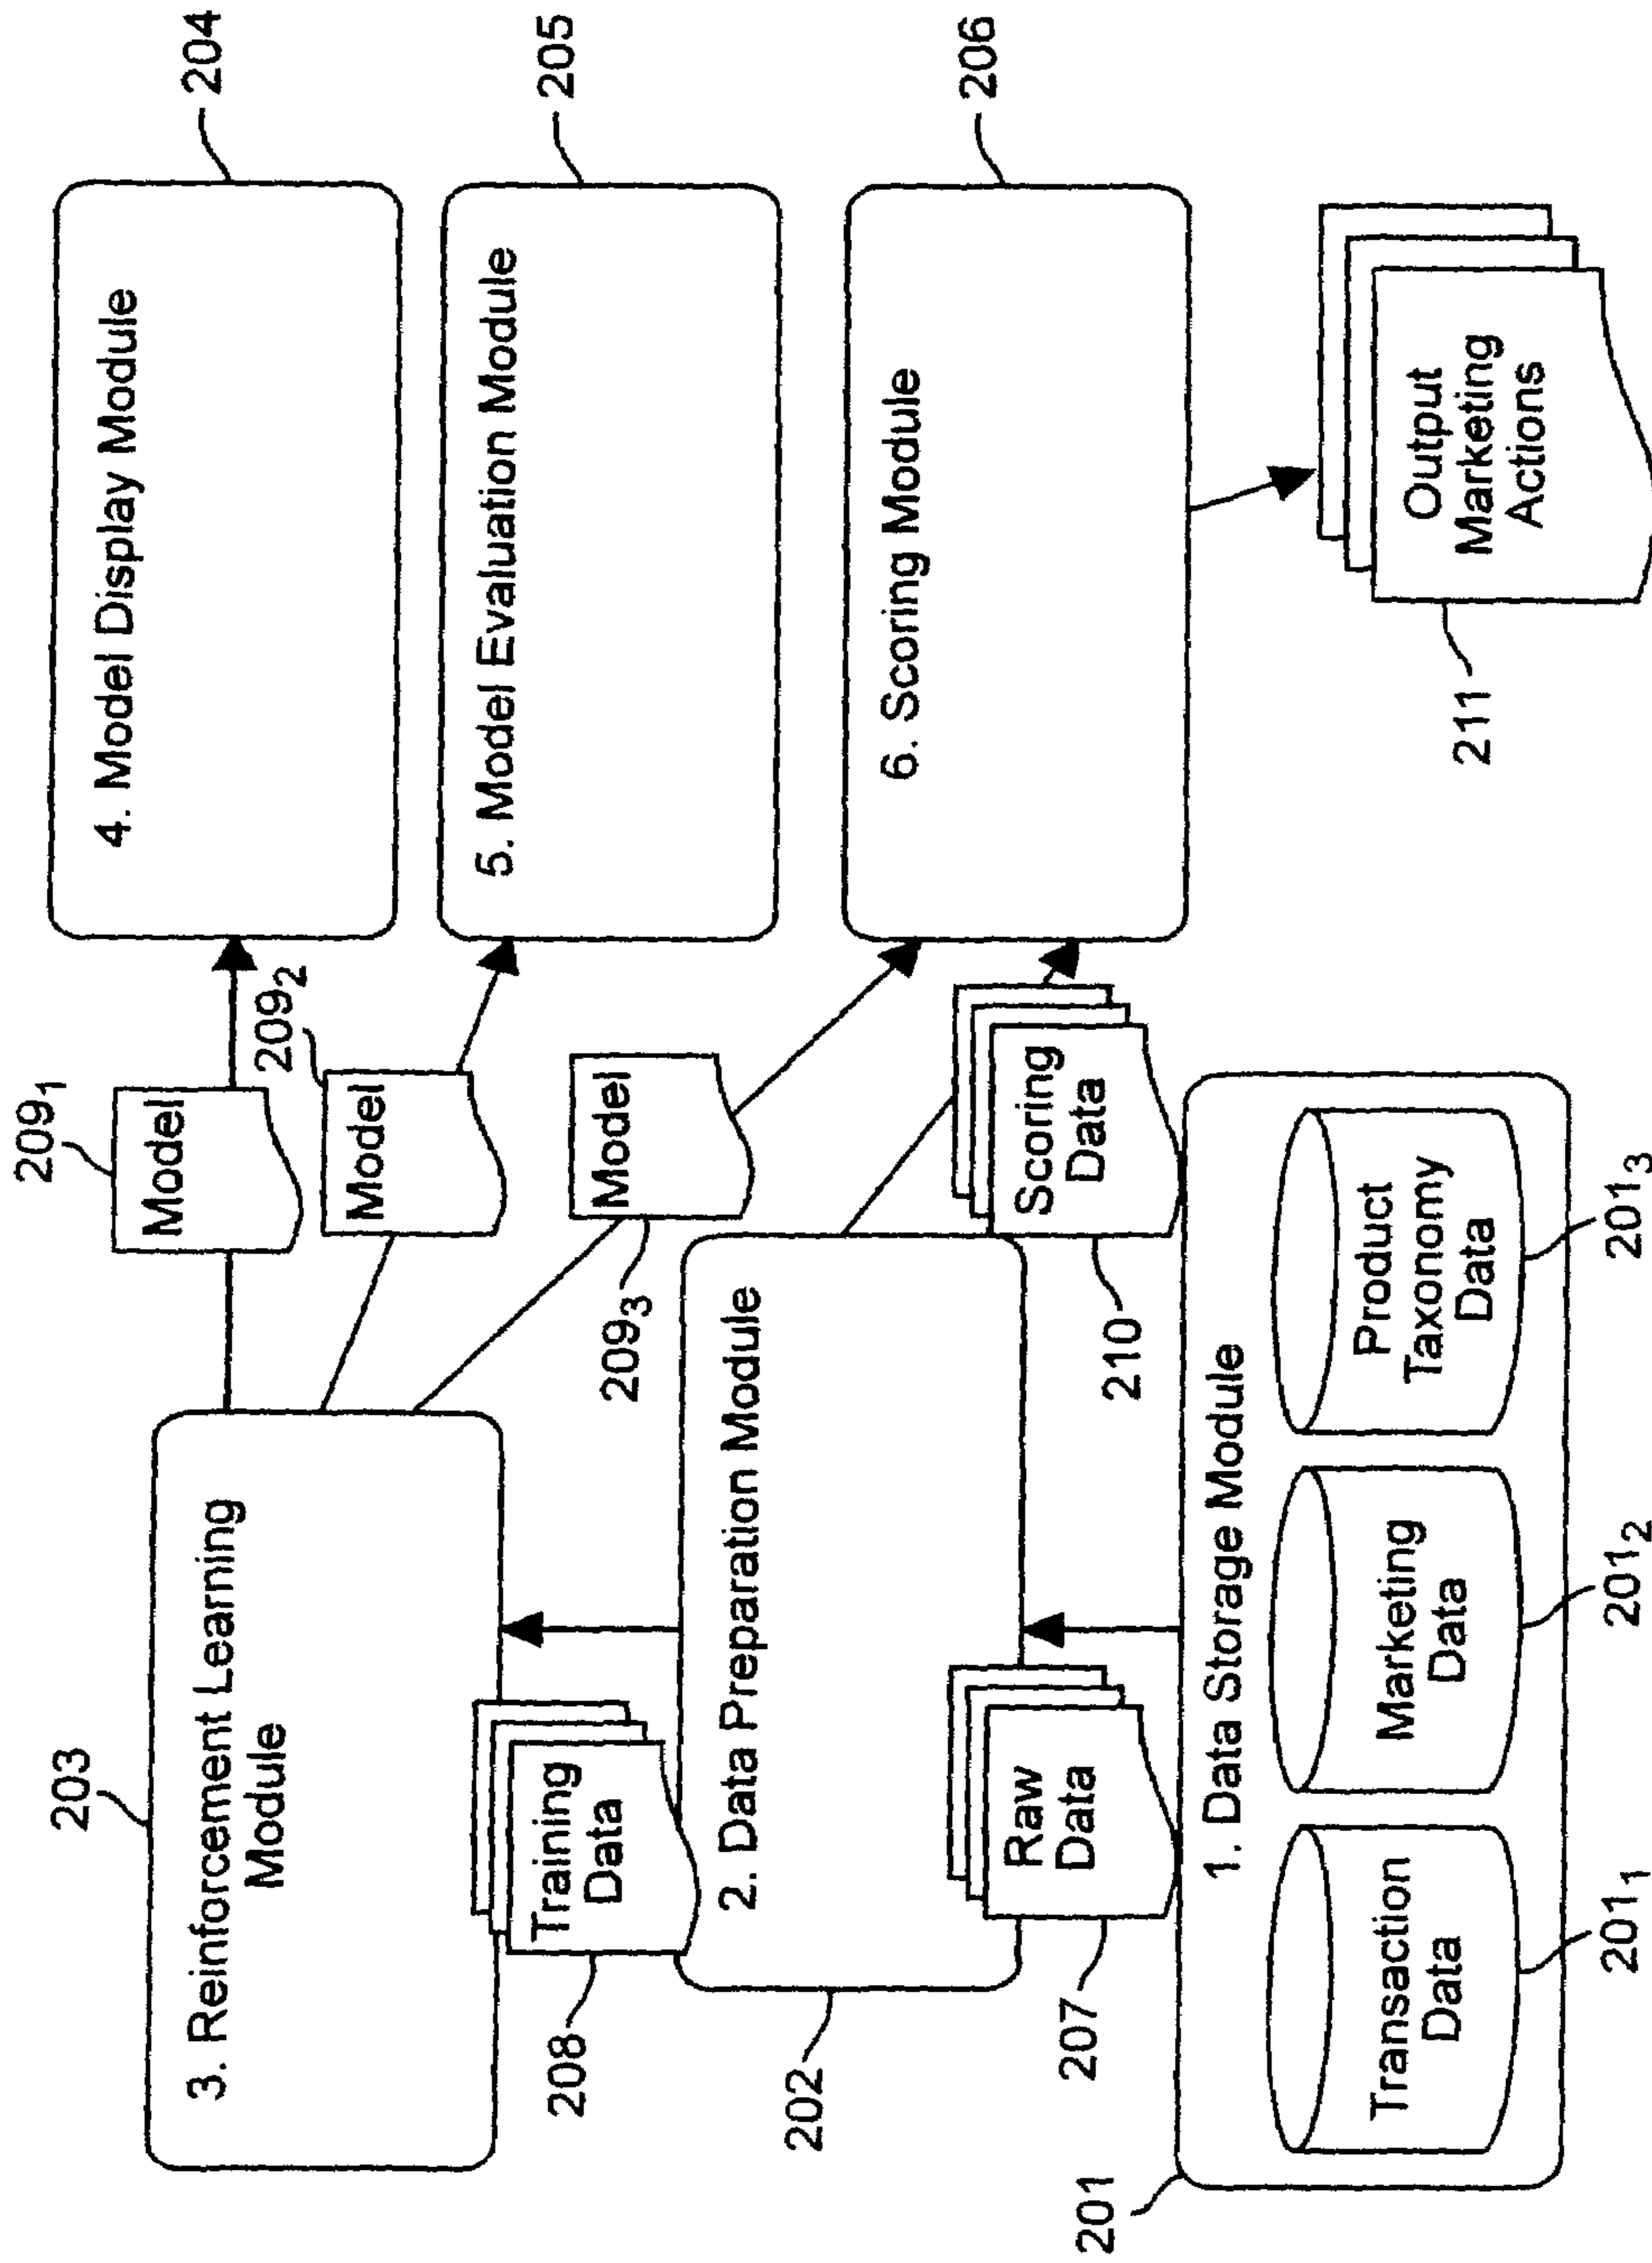 203
3. Reinforcement Learning
Module
209₁
Model
209₂
Model
209₃
Model
4. Model Display Module
204
5. Model Evaluation Module
205
6. Scoring Module
206
208
Training
Data
202
2. Data Preparation Module
207
Raw
Data
210
Scoring
Data
211
Output
Marketing
Actions
201
1. Data Storage Module
Transaction
Data
201₁
Marketing
Data
201₂
Product
Taxonomy
Data
201₃